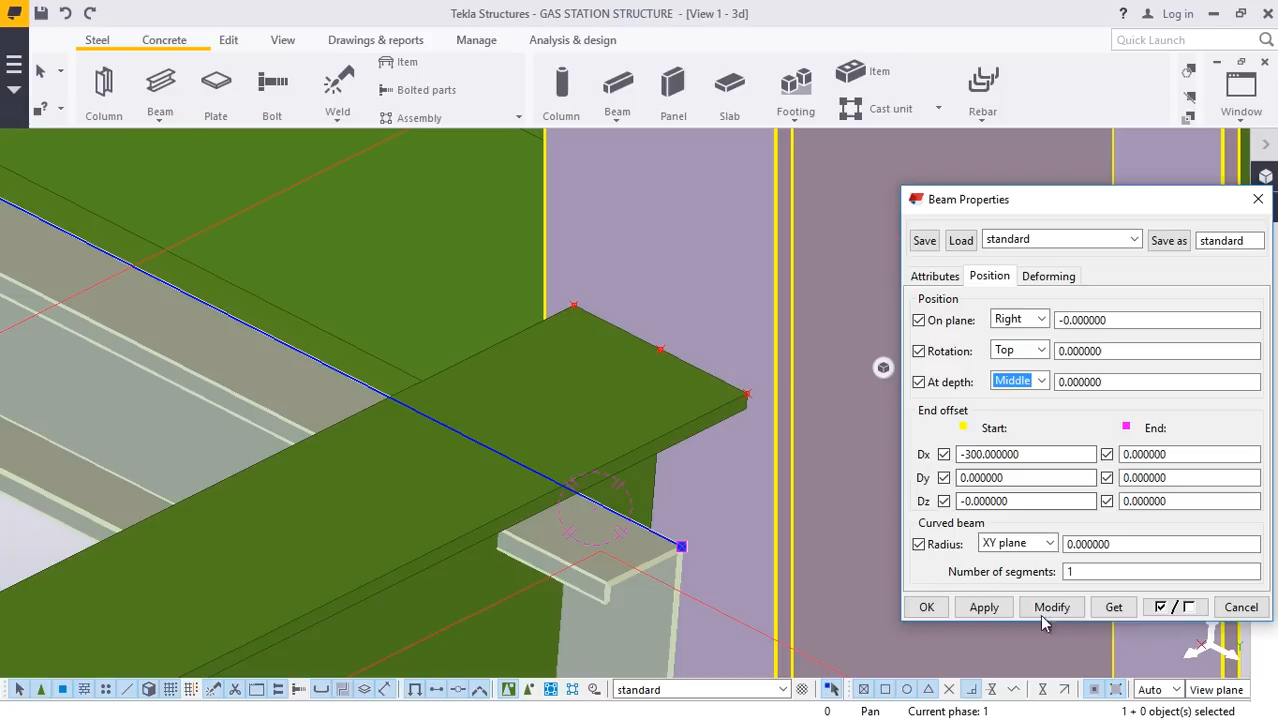 Tekla Structures - GAS STATION STRUCTURE - [View 1 - 3d]
? Log in
Steel Concrete Edit View Drawings & reports Manage Analysis & design
Quick Launch
Column Beam Plate Bolt Weld
Item
Bolted parts
Assembly
Column Beam Panel Slab Footing
Item
Cast unit
Rebar Window
Beam Properties
Save Load standard Save as standard
Attributes Position Deforming
Position
On plane: Right -0.000000
Rotation: Top 0.000000
At depth: Middle 0.000000
End offset
Start: End:
Dx -300.000000 0.000000
Dy 0.000000 0.000000
Dz -0.000000 0.000000
Curved beam
Radius: XY plane 0.000000
Number of segments: 1
OK Apply Modify Get / Cancel
standard Auto View plane
0 Pan Current phase: 1 1 + 0 object(s) selected